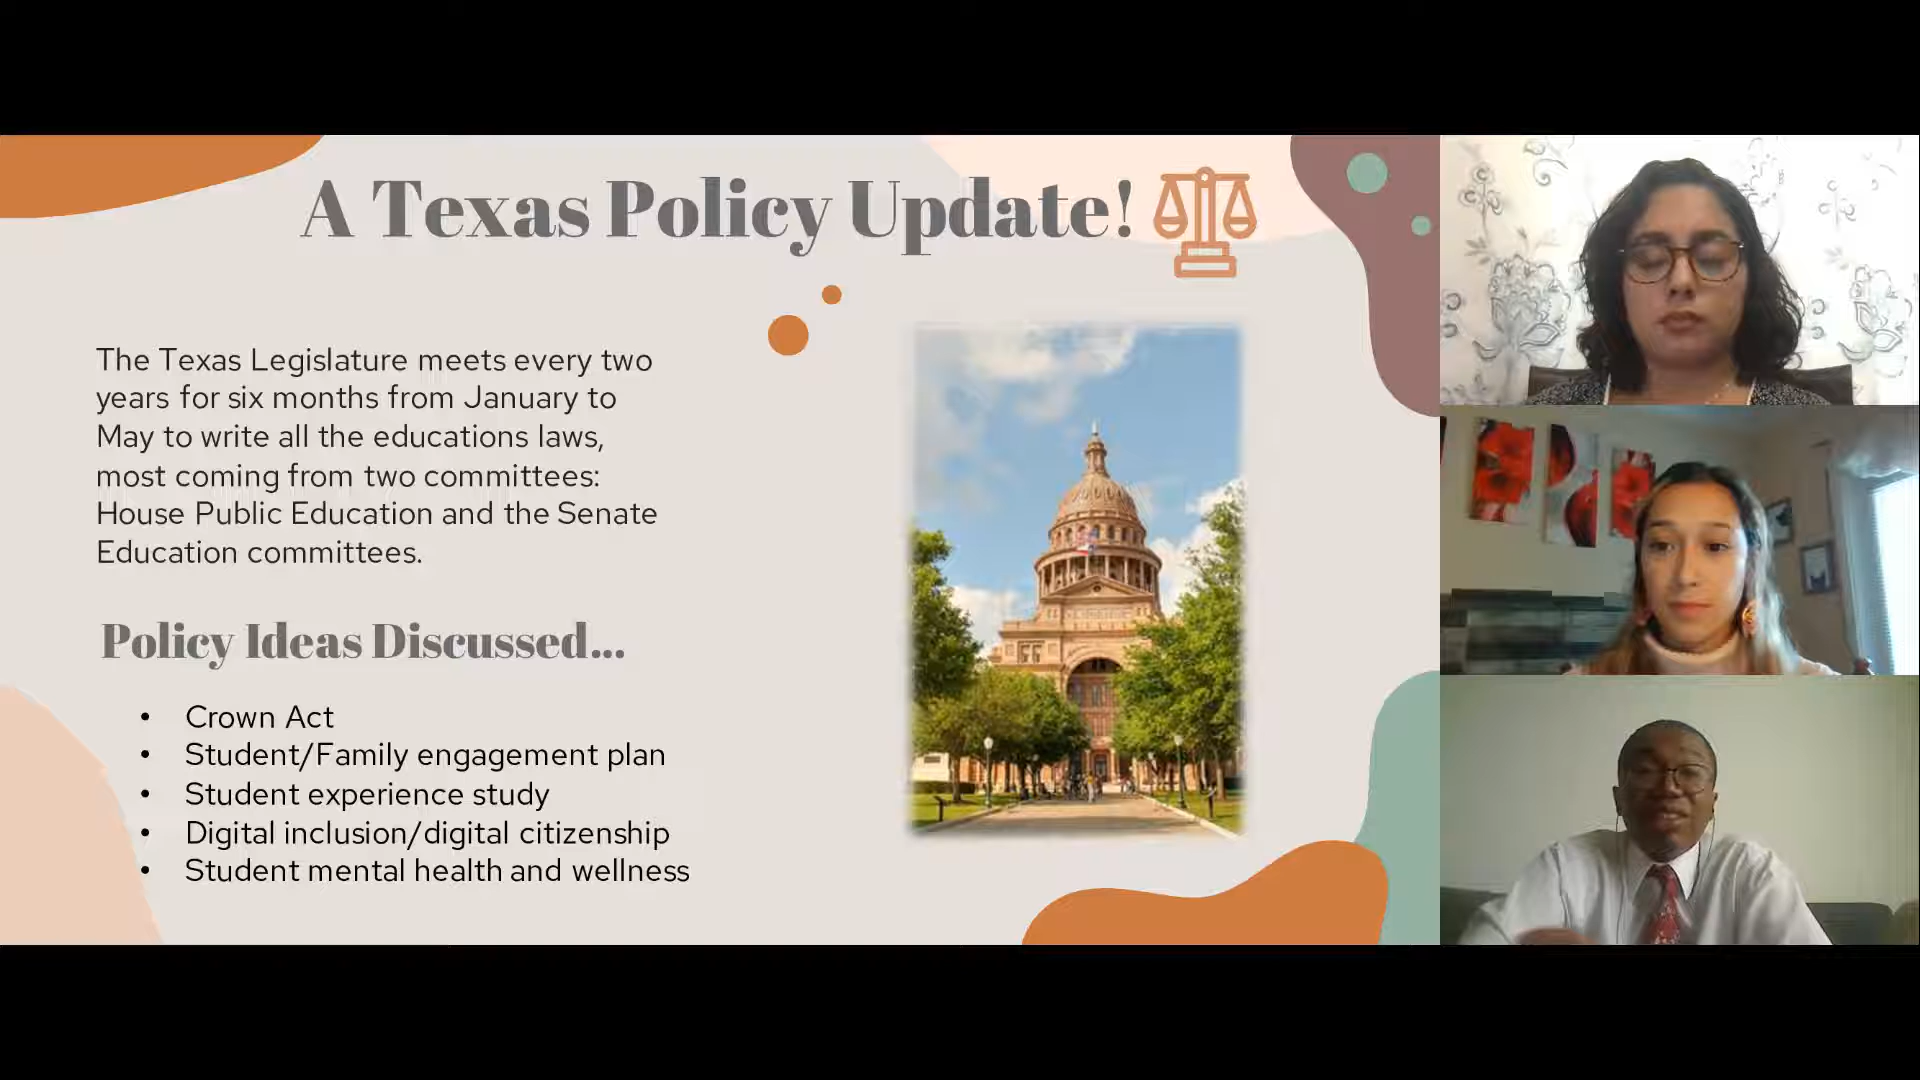 A Texas Policy Update!
The Texas Legislature meets every two
years for six months from January to
May to write all the educations laws,
most coming from two committees:
House Public Education and the Senate
Education committees.
Policy Ideas Discussed...
• Crown Act
• Student/Family engagement plan
• Student experience study
• Digital inclusion/digital citizenship
• Student mental health and wellness